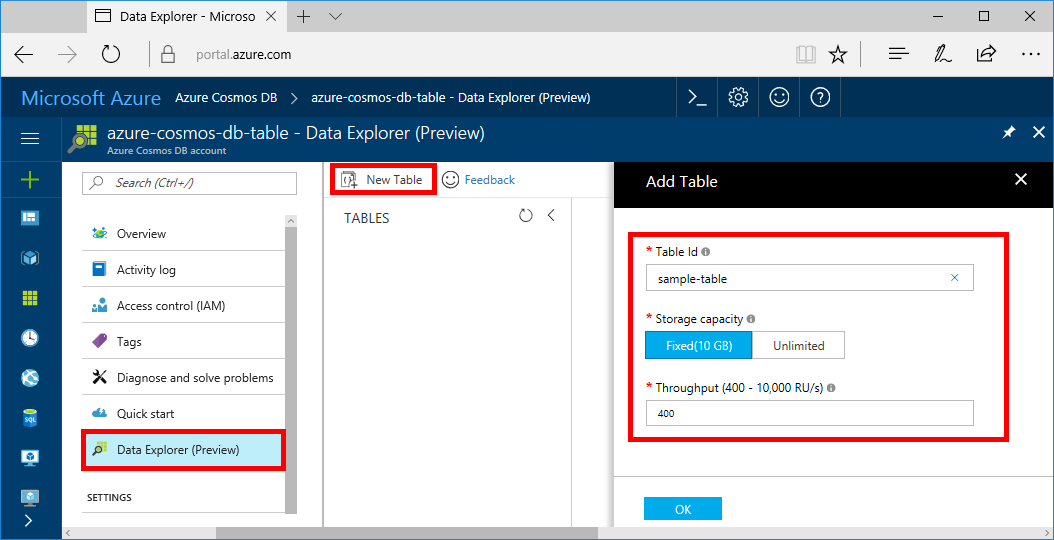 Data Explorer - Microso
portal.azure.com
Microsoft Azure Azure Cosmos DB > azure-cosmos-db-table - Data Explorer (Preview)
azure-cosmos-db-table - Data Explorer (Preview)
Azure Cosmos DB account
Search (Ctrl+/)
Overview
Activity log
Access control (IAM)
Tags
Diagnose and solve problems
Quick start
Data Explorer (Preview)
SETTINGS
New Table Feedback
TABLES
Add Table
* Table Id
sample-table
* Storage capacity
Fixed(10 GB) Unlimited
* Throughput (400 - 10,000 RU/s)
400
OK
SQL